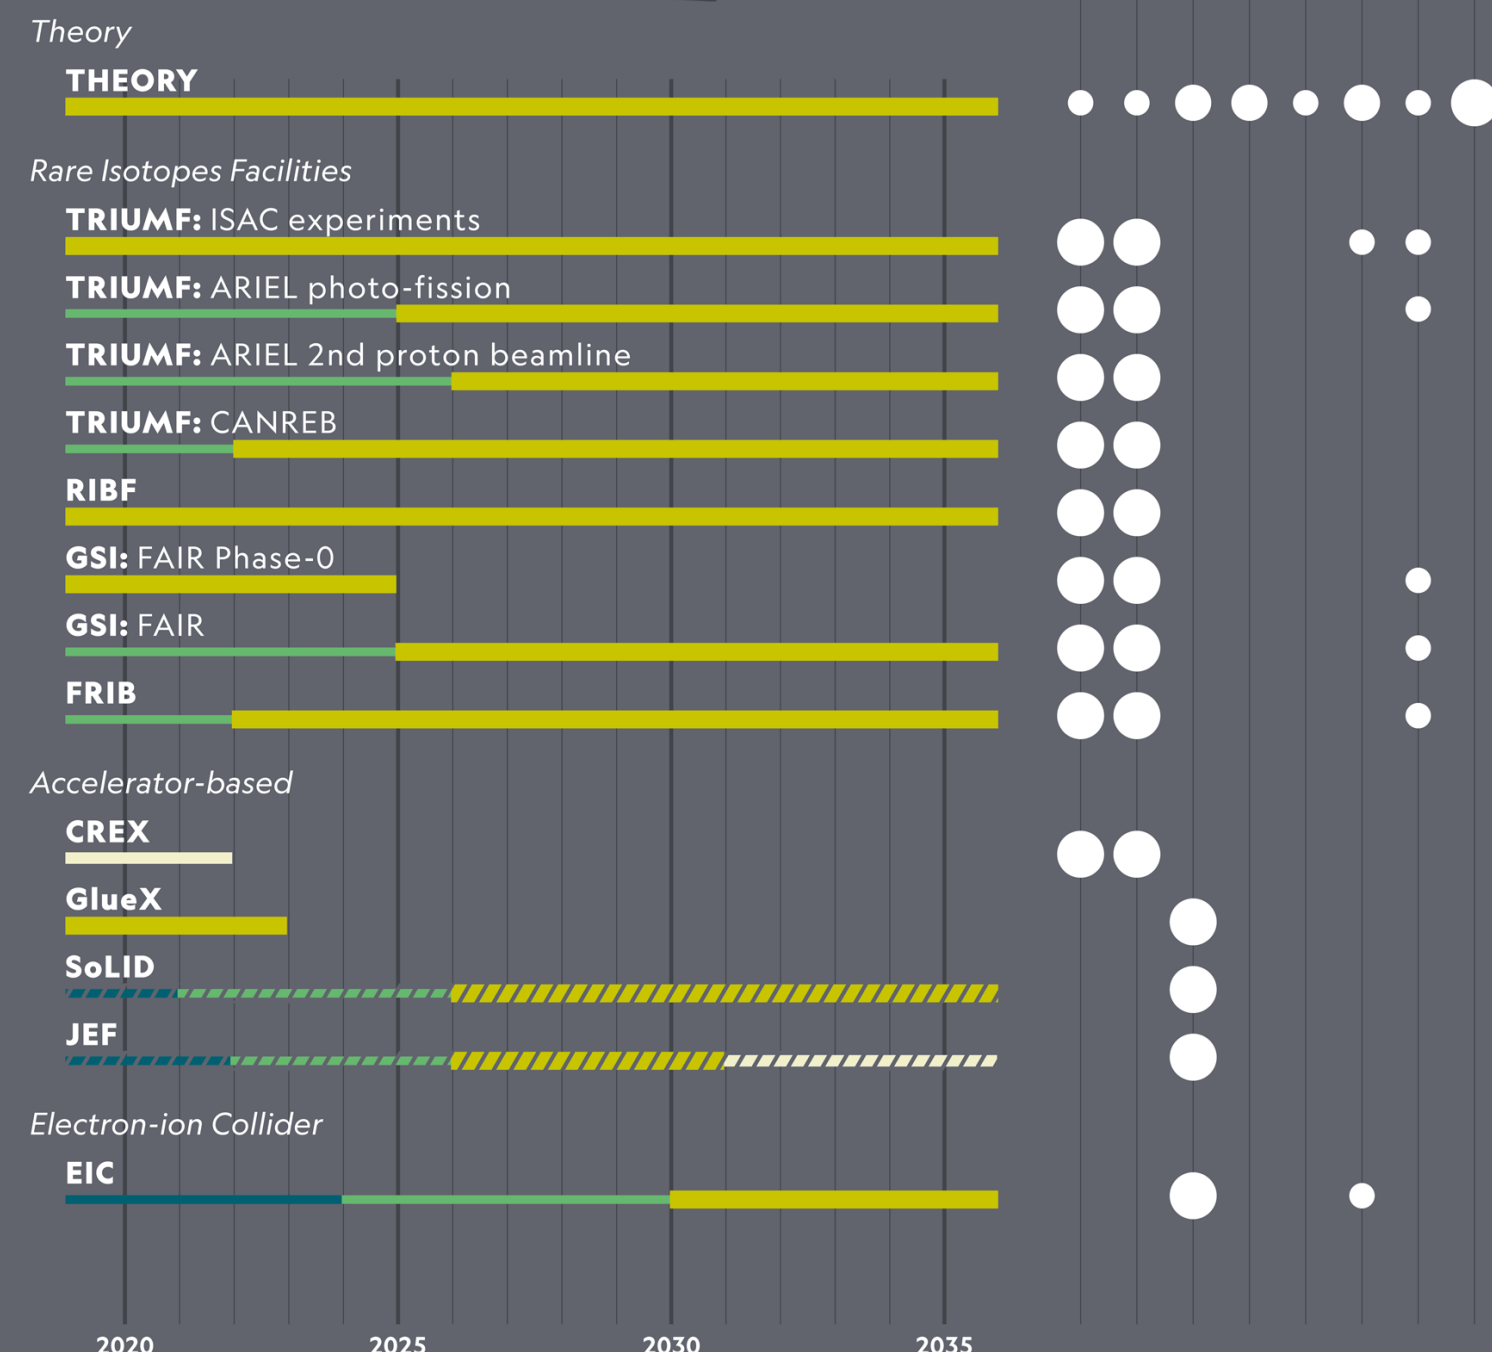 Theory
THEORY
Rare Isotopes Facilities
TRIUMF: ISAC experiments
TRIUMF: ARIEL photo-fission
TRIUMF: ARIEL 2nd proton beamline
TRIUMF: CANREB
RIBF
GSI: FAIR Phase-0
GSI: FAIR
FRIB
Accelerator-based
CREX
GlueX
SoLID
JEF
Electron-ion Collider
EIC
2020 2025 2030 2035